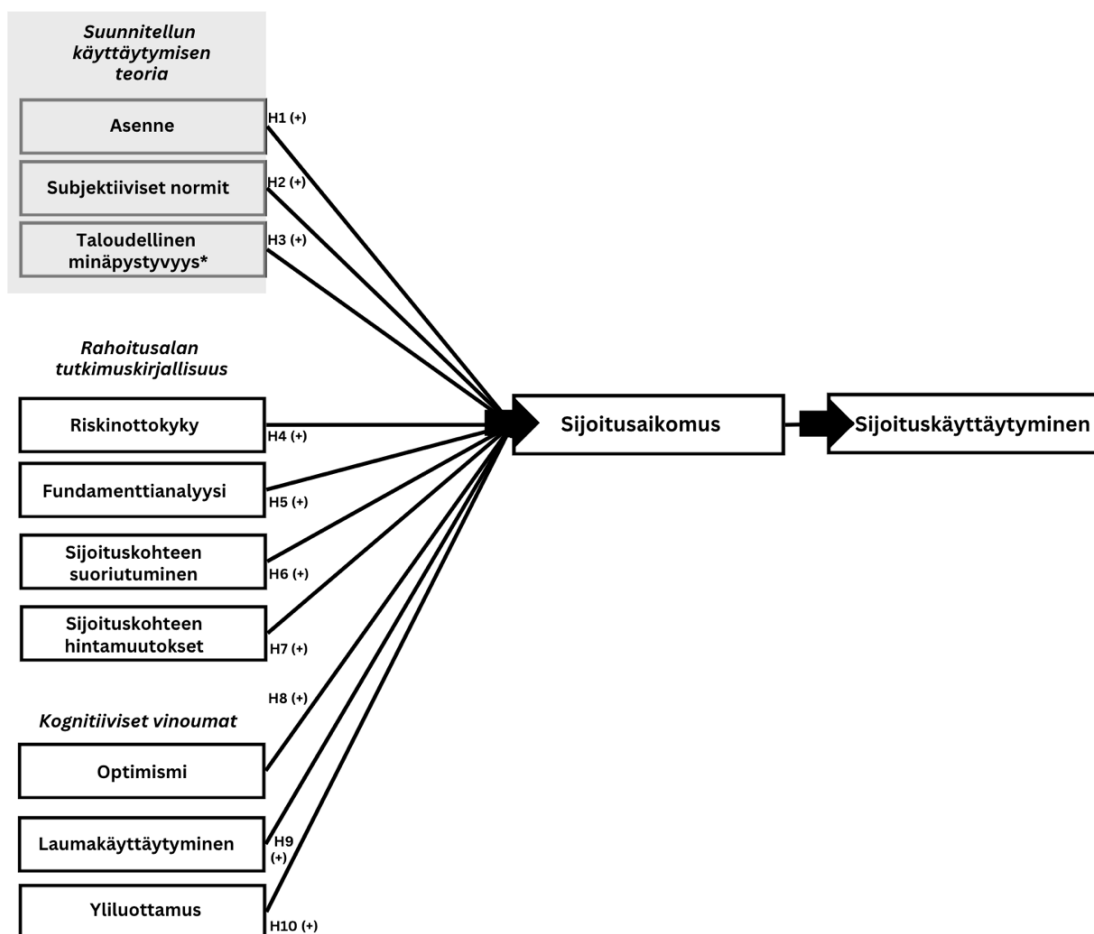 Suunnitellun
käyttäytymisen
teoria
Asenne
H1 (+)
Subjektiiviset normit
H2 (+)
Taloudellinen
minäpystyvyys*
H3 (+)
Rahoitusalan
tutkimuskirjallisuus
Riskinottokyky
H4 (+)
Fundamenttianalyysi
H5 (+)
Sijoituskohteen
suoriutuminen
H6 (+)
Sijoituskohteen
hintamuutokset
H7 (+)
H8 (+)
Kognitiiviset vinoumat
Optimismi
Laumakäyttäytyminen
H9
(+)
Yliluottamus
H10 (+)
Sijoitusaikomus
Sijoituskäyttäytyminen